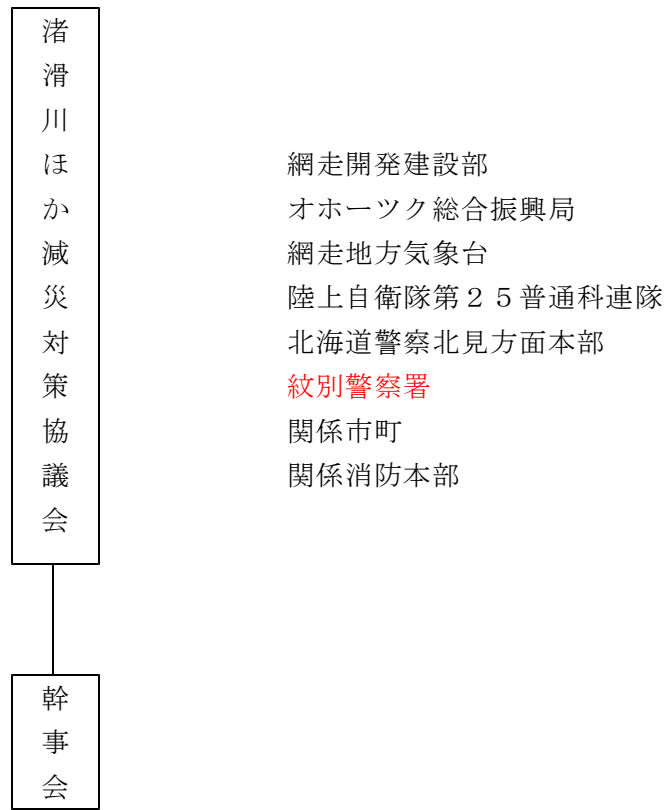 渚滑川ほか減災対策協議会
網走開発建設部
オホーツク総合振興局
網走地方気象台
陸上自衛隊第２５普通科連隊
北海道警察北見方面本部
紋別警察署
関係市町
関係消防本部
幹事会